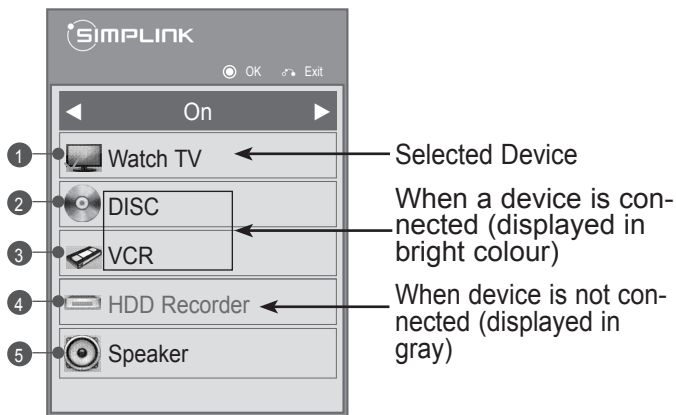 SIMPLINK
OK Exit
On
1 Watch TV
Selected Device
2 DISC
When a device is con-
nected (displayed in
bright colour)
3 VCR
4 HDD Recorder
When device is not con-
nected (displayed in
gray)
5 Speaker